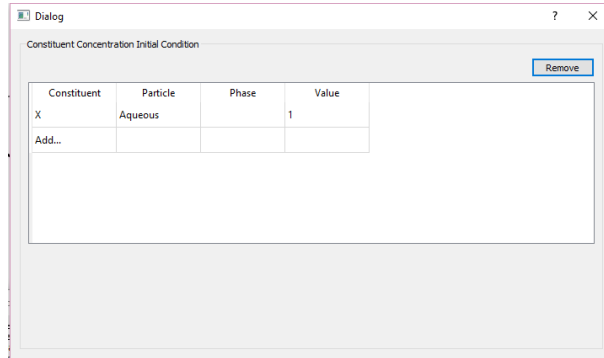 Dialog ? X
Constituent Concentration Initial Condition
Remove
Constituent Particle Phase Value
X Aqueous 1
Add...